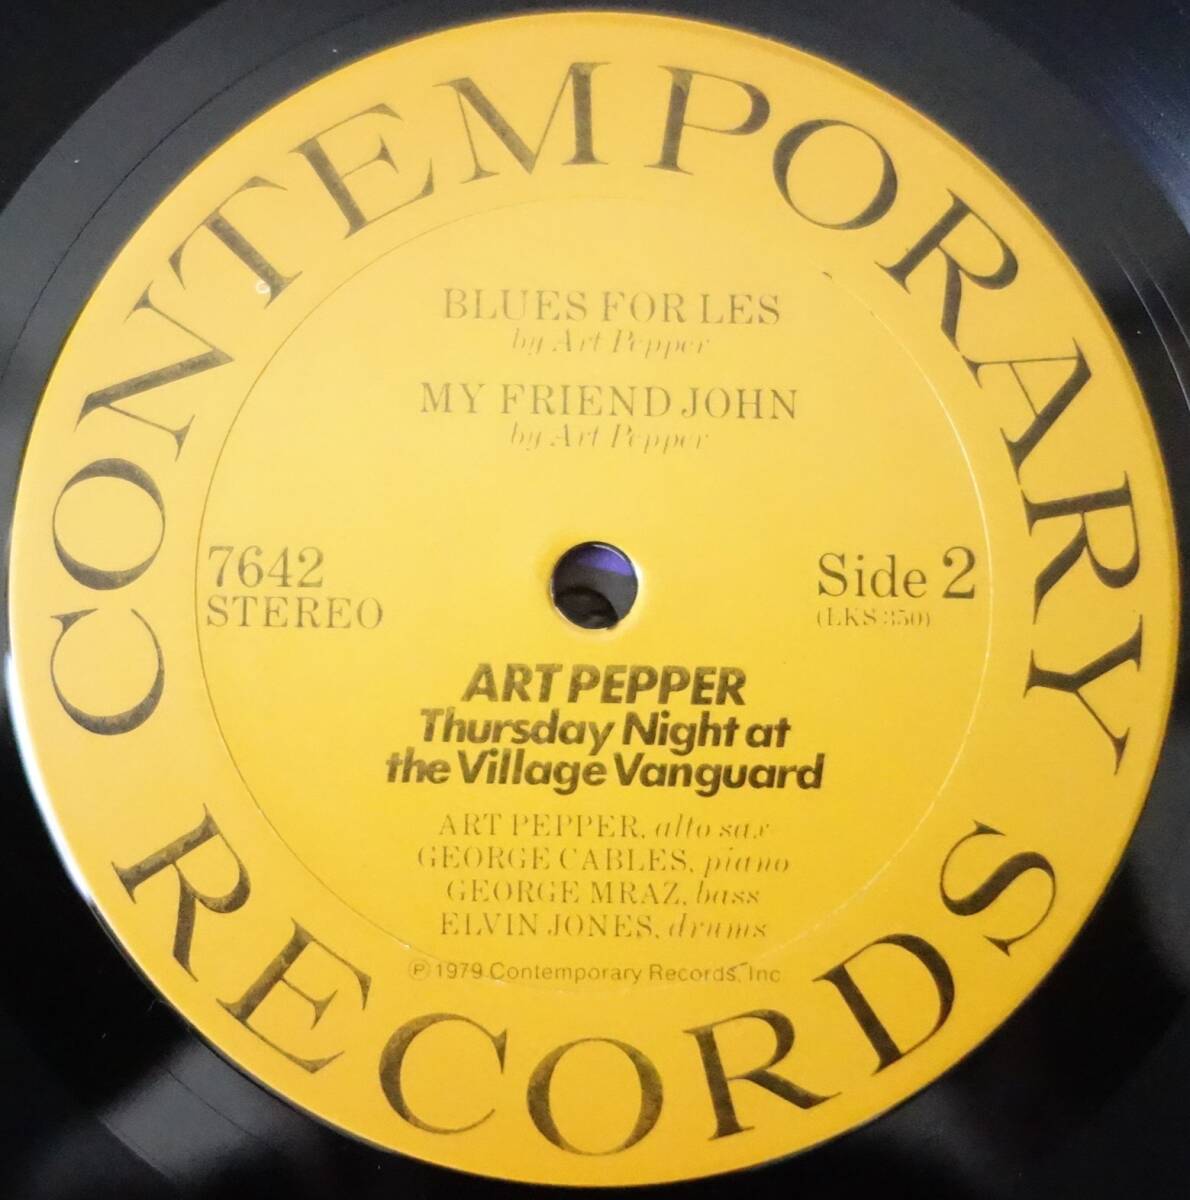 CONTEMPORARY
BLUES FOR LES
by Art Pepper
MY FRIEND JOHN
by Art Pepper
7642
STEREO
Side 2
(LKS 350)
ART PEPPER
Thursday Night at
the Village Vanguard
ART PEPPER, alto sax
GEORGE CABLES, piano
GEORGE MRAZ, bass
ELVIN JONES, drums
℗ 1979 Contemporary Records, Inc
RECORDS